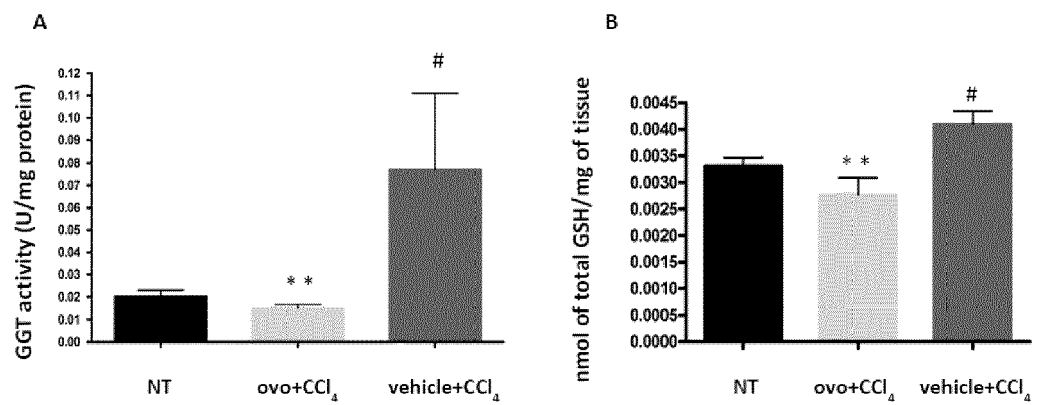 A
GGT activity (U/mg protein)
0.12
0.11
0.10
0.09
0.08
0.07
0.06
0.05
0.04
0.03
0.02
0.01
0.00
**
#
NT
ovo+CCl₄
vehicle+CCl₄
B
nmol of total GSH/mg of tissue
0.0045
0.0040
0.0035
0.0030
0.0020
0.0015
0.0010
0.0005
0.0000
**
#
NT
ovo+CCl₄
vehicle+CCl₄